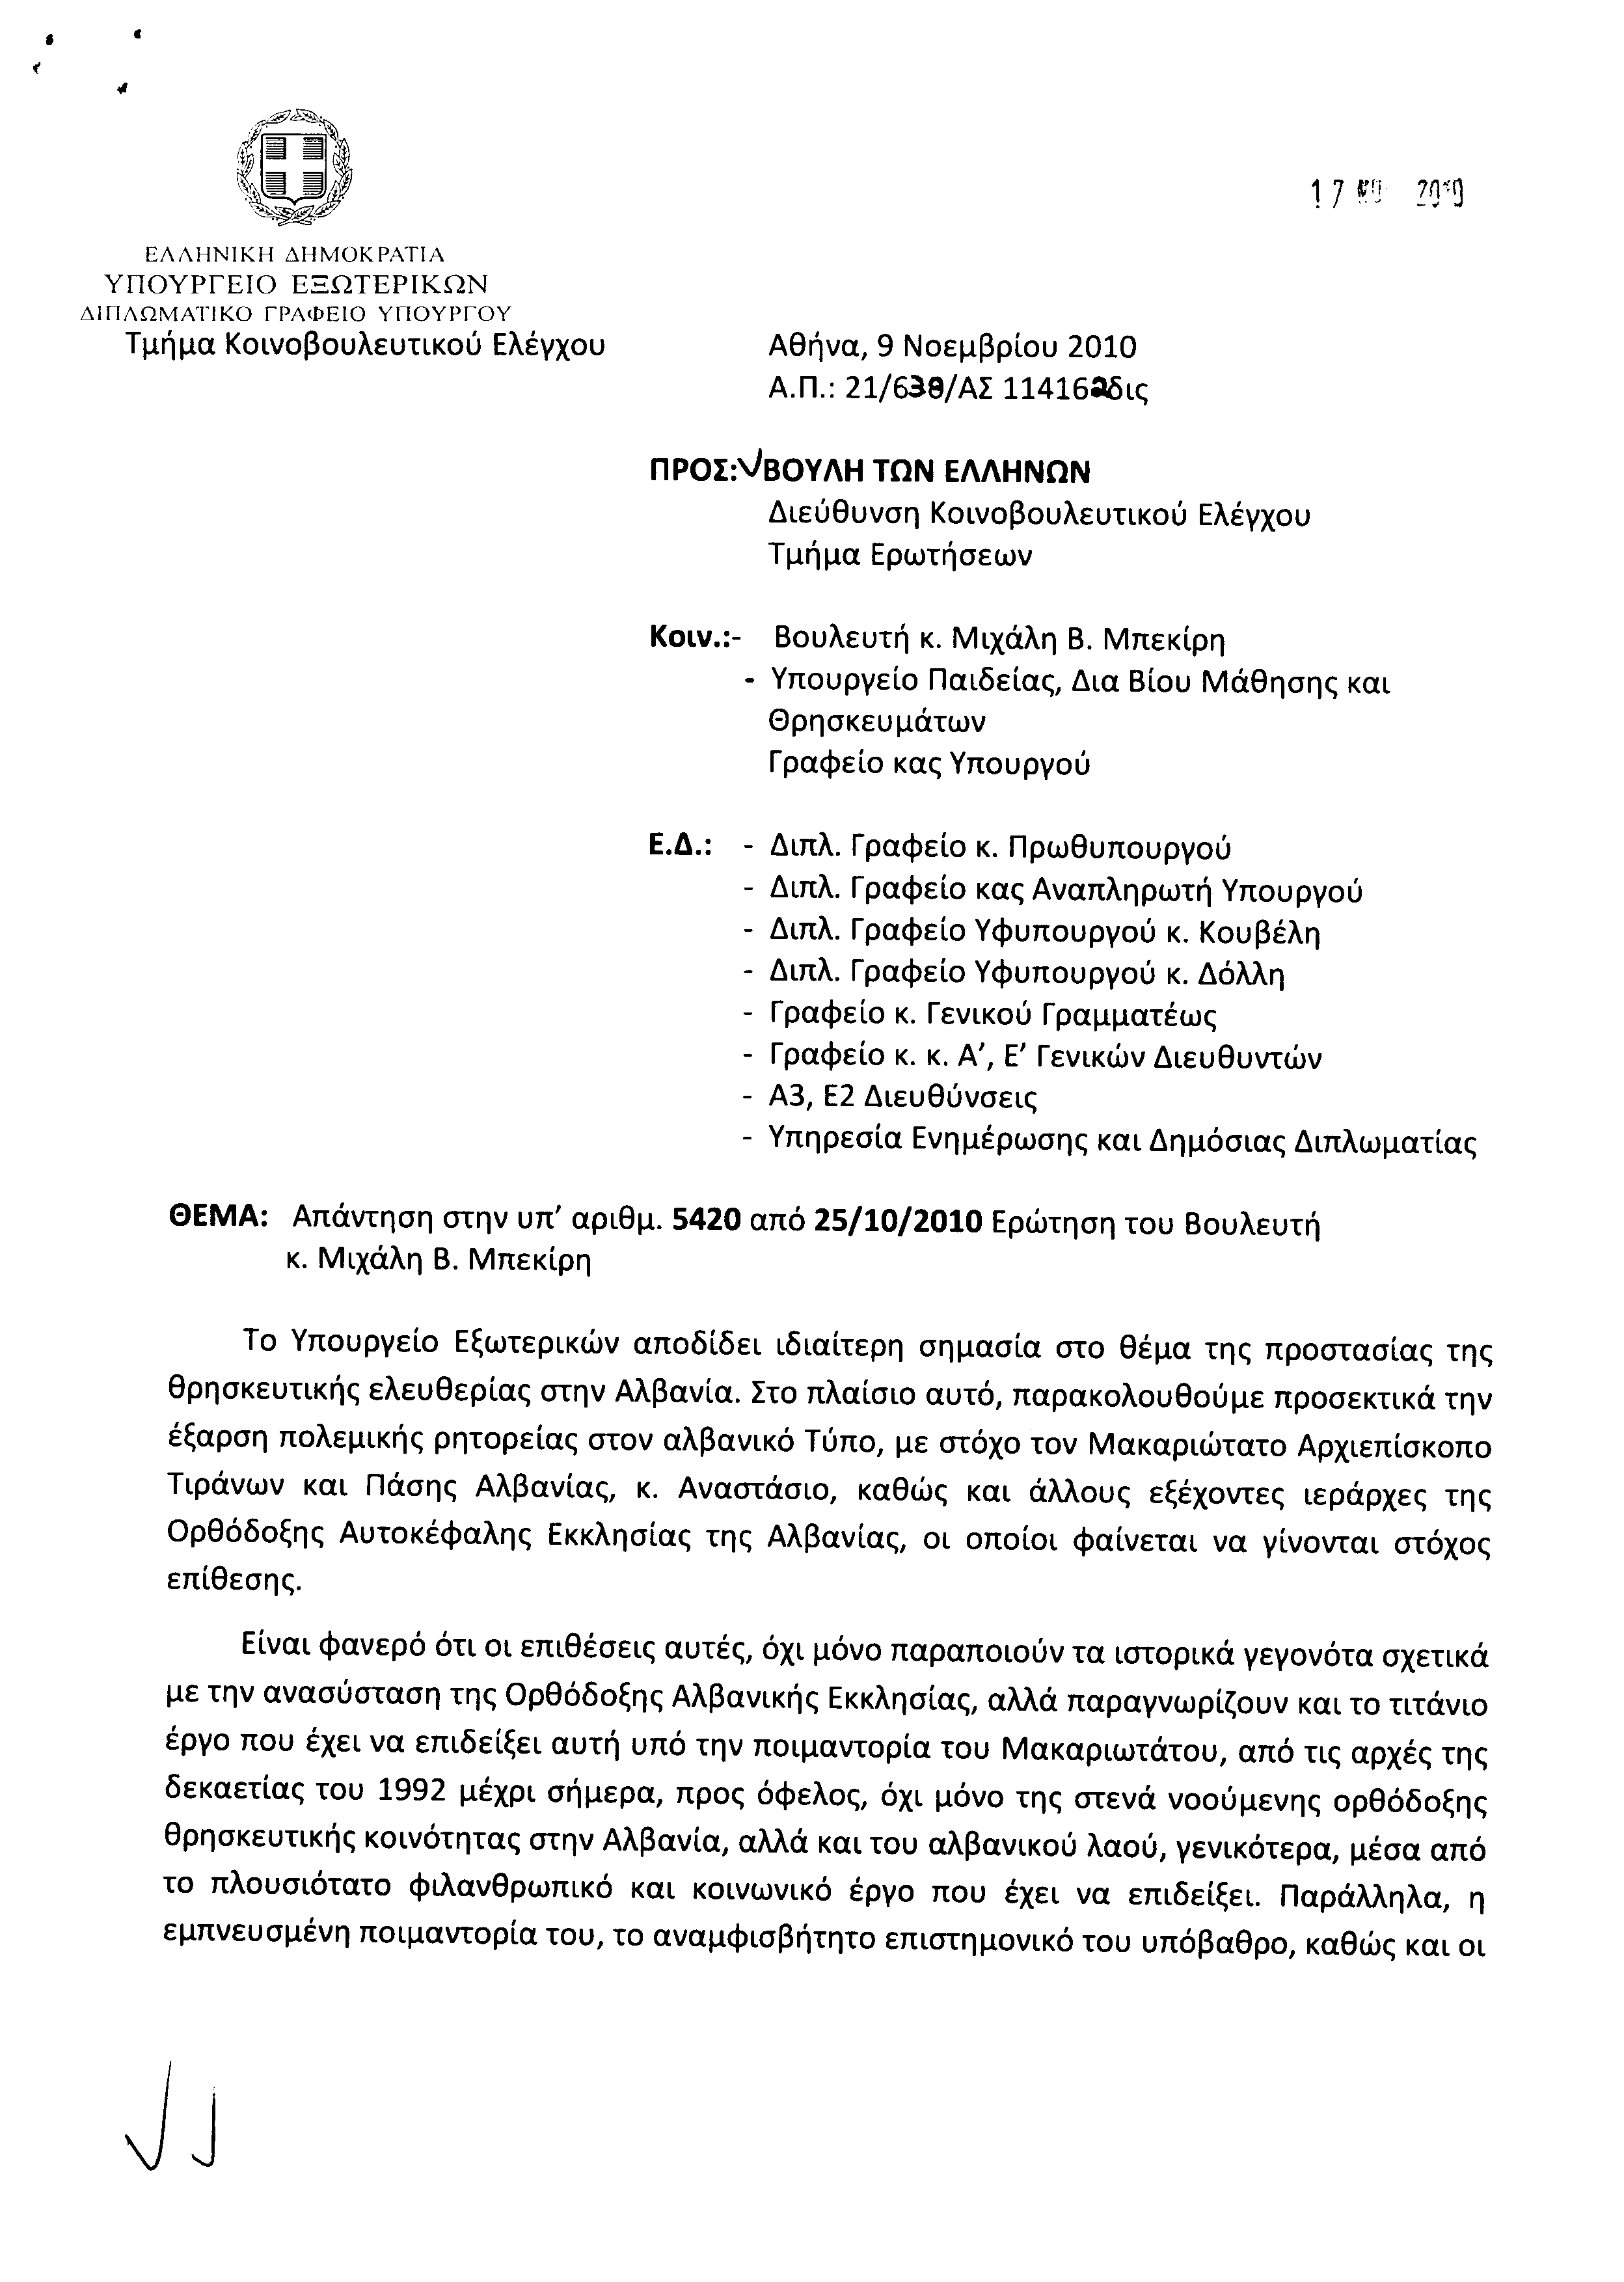 ΕΛΛΗΝΙΚΗ ΔΗΜΟΚΡΑΤΙΑ
ΥΠΟΥΡΓΕΙΟ ΕΞΩΤΕΡΙΚΩΝ
ΔΙΠΛΩΜΑΤΙΚΟ ΓΡΑΦΕΙΟ ΥΠΟΥΡΓΟΥ
Τμήμα Κοινοβουλευτικού Ελέγχου
17
Αθήνα, 9 Νοεμβρίου 2010
Α.Π.:
ΠΡΟΣ: ΒΟΥΛΗ ΤΩΝ ΕΛΛΗΝΩΝ
Διεύθυνση Κοινοβουλευτικού Ελέγχου
Τμήμα Ερωτήσεων
Κοιν.:- Βουλευτή κ. Μιχάλη Β. Μπεκίρη
- Υπουργείο Παιδείας, Δια Βίου Μάθησης και
Θρησκευμάτων
Γραφείο κας Υπουργού
Ε.Δ.: - Διπλ. Γραφείο κ. Πρωθυπουργού
- Διπλ. Γραφείο κας Αναπληρωτή Υπουργού
- Διπλ. Γραφείο Υφυπουργού κ. Κουβέλη
- Διπλ. Γραφείο Υφυπουργού κ. Δόλλη
- Γραφείο κ. Γενικού Γραμματέως
- Γραφείο κ. κ. Α’, Ε’ Γενικών Διευθυντών
- Α3, Ε2 Διευθύνσεις
- Υπηρεσία Ενημέρωσης και Δημόσιας Διπλωματίας
ΘΕΜΑ: Απάντηση στην υπ’ αριθμ. 5420 από 25/10/2010 Ερώτηση του Βουλευτή
κ. Μιχάλη Β. Μπεκίρη
Το Υπουργείο Εξωτερικών αποδίδει ιδιαίτερη σημασία στο θέμα της προστασίας της
θρησκευτικής ελευθερίας στην Αλβανία. Στο πλαίσιο αυτό, παρακολουθούμε προσεκτικά την
έξαρση πολεμικής ρητορείας στον αλβανικό Τύπο, με στόχο τον Μακαριώτατο Αρχιεπίσκοπο
Τιράνων και Πάσης Αλβανίας, κ. Αναστάσιο, καθώς και άλλους εξέχοντες ιεράρχες της
Ορθόδοξης Αυτοκέφαλης Εκκλησίας της Αλβανίας, οι οποίοι φαίνεται να γίνονται στόχος
επίθεσης.
Είναι φανερό ότι οι επιθέσεις αυτές, όχι μόνο παραποιούν τα ιστορικά γεγονότα σχετικά
με την ανασύσταση της Ορθόδοξης Αλβανικής Εκκλησίας, αλλά παραγνωρίζουν και το τιτάνιο
έργο που έχει να επιδείξει αυτή υπό την ποιμαντορία του Μακαριωτάτου, από τις αρχές της
δεκαετίας του 1992 μέχρι σήμερα, προς όφελος, όχι μόνο της στενά νοούμενης ορθόδοξης
θρησκευτικής κοινότητας στην Αλβανία, αλλά και του αλβανικού λαού, γενικότερα, μέσα από
το πλουσιότατο φιλανθρωπικό και κοινωνικό έργο που έχει να επιδείξει. Παράλληλα, η
εμπνευσμένη ποιμαντορία του, το αναμφισβήτητο επιστημονικό του υπόβαθρο, καθώς και οι